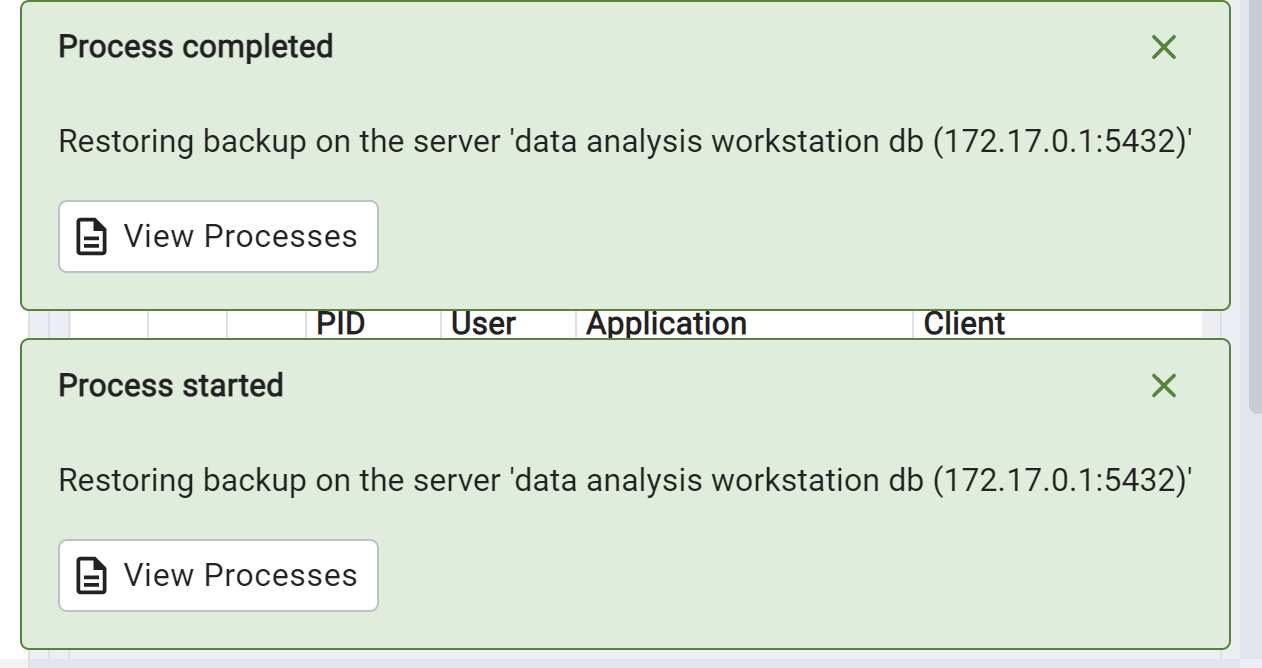 Process completed
Restoring backup on the server 'data analysis workstation db (172.17.0.1:5432)'
View Processes
PID User Application Client
Process started
Restoring backup on the server 'data analysis workstation db (172.17.0.1:5432)'
View Processes